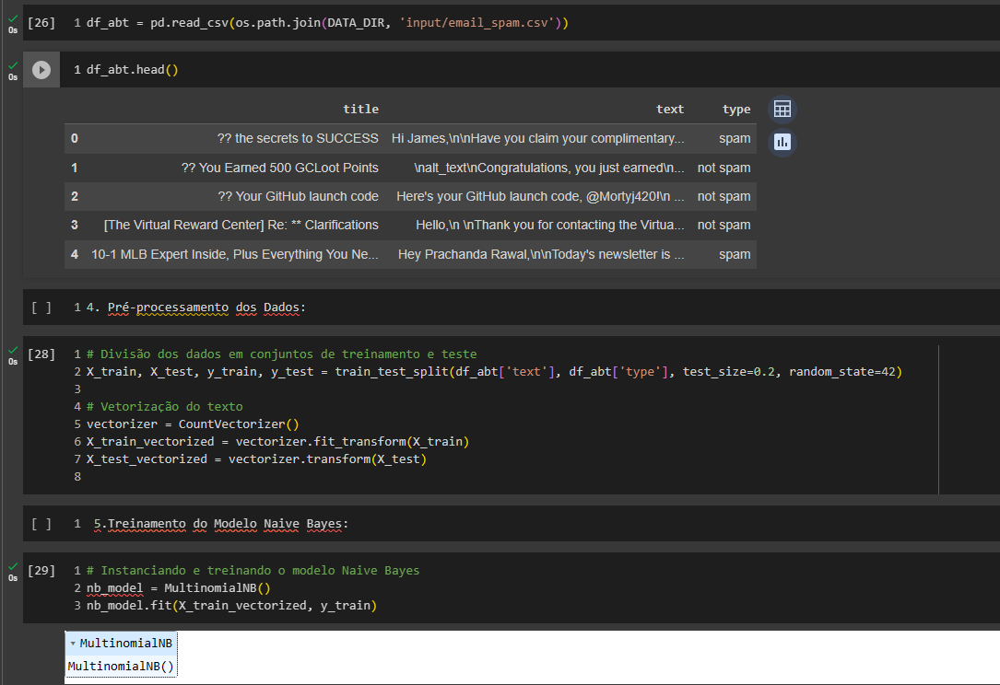 [26] 1 df_abt = pd.read_csv(os.path.join(DATA_DIR, 'input/email_spam.csv'))
0s
1 df_abt.head()
0s
title text type
0 ?? the secrets to SUCCESS Hi James,\n\nHave you claim your complimentary... spam
1 ?? You Earned 500 GCLoot Points \nalt_text\nCongratulations, you just earned\n... not spam
2 ?? Your GitHub launch code Here's your GitHub launch code, @Mortyj420!\n ... not spam
3 [The Virtual Reward Center] Re: ** Clarifications Hello,\n \nThank you for contacting the Virtua... not spam
4 10-1 MLB Expert Inside, Plus Everything You Ne... Hey Prachanda Rawal,\n\nToday's newsletter is ... spam
[ ] 1 4. Pré-processamento dos Dados:
[28] 1 # Divisão dos dados em conjuntos de treinamento e teste
0s 2 X_train, X_test, y_train, y_test = train_test_split(df_abt['text'], df_abt['type'], test_size=0.2, random_state=42)
3
4 # Vetorização do texto
5 vectorizer = CountVectorizer()
6 X_train_vectorized = vectorizer.fit_transform(X_train)
7 X_test_vectorized = vectorizer.transform(X_test)
8
[ ] 1 5.Treinamento do Modelo Naive Bayes:
[29] 1 # Instanciando e treinando o modelo Naive Bayes
0s 2 nb_model = MultinomialNB()
3 nb_model.fit(X_train_vectorized, y_train)
MultinomialNB
MultinomialNB()